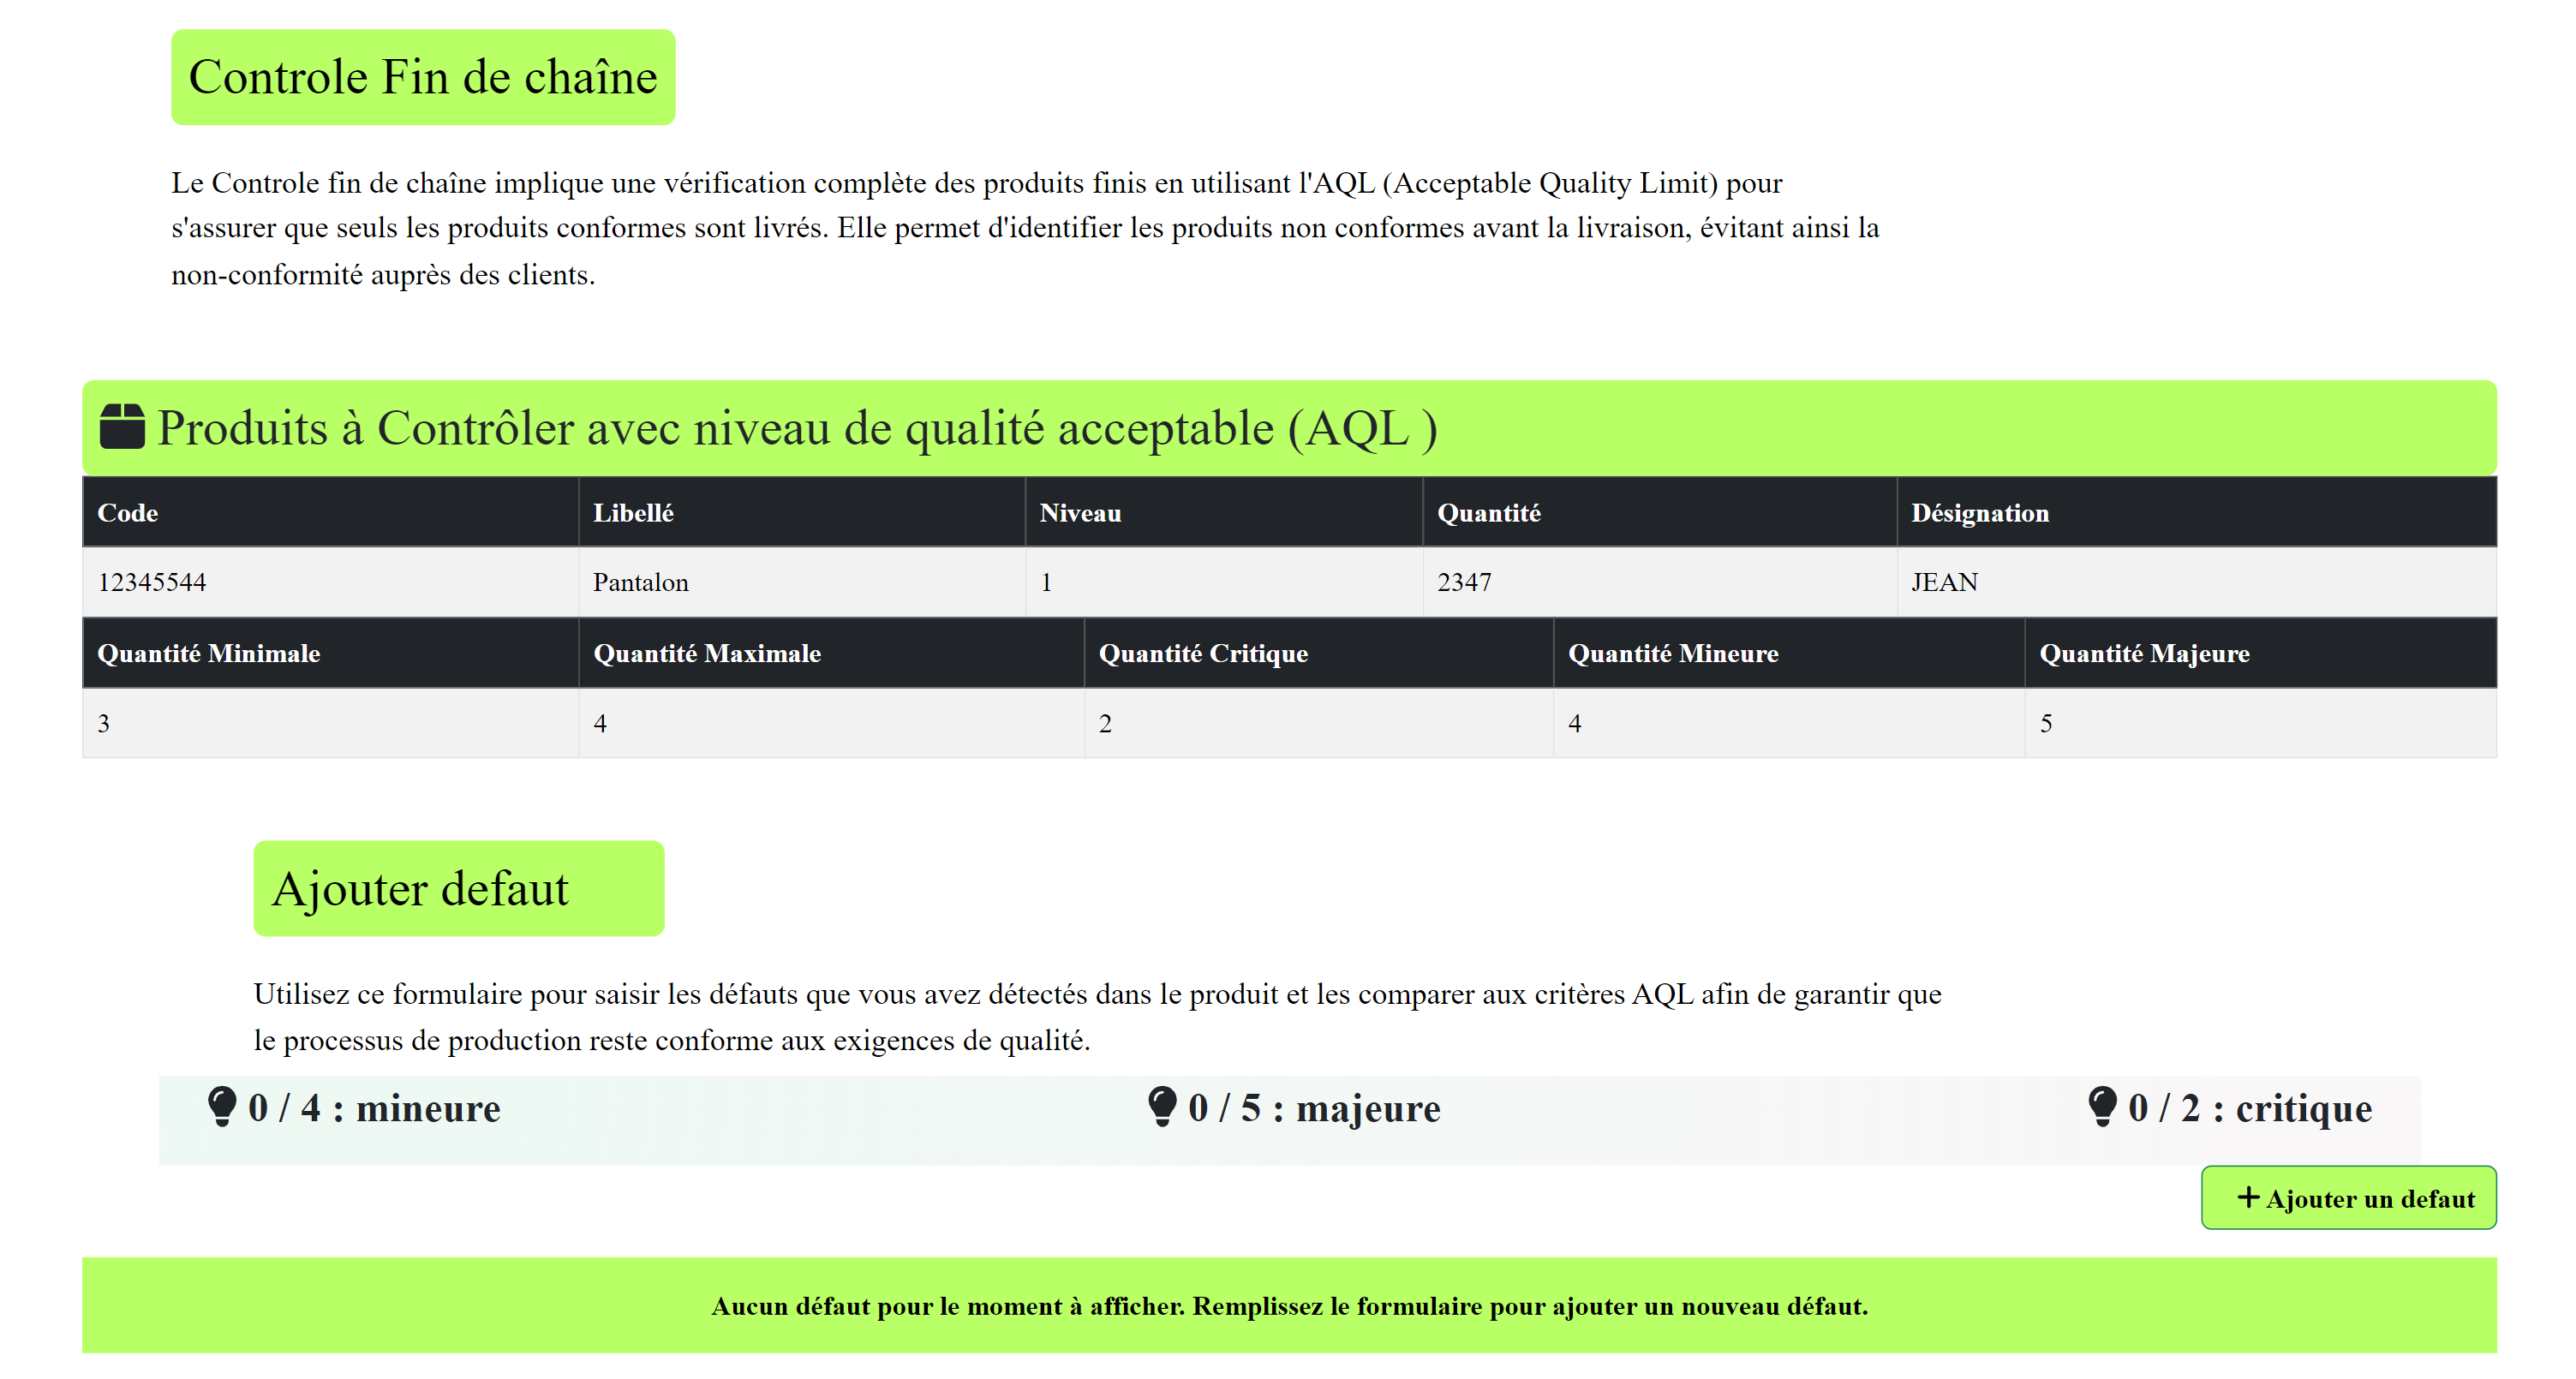 Controle Fin de chaîne
Le Controle fin de chaîne implique une vérification complète des produits finis en utilisant l'AQL (Acceptable Quality Limit) pour
s'assurer que seuls les produits conformes sont livrés. Elle permet d'identifier les produits non conformes avant la livraison, évitant ainsi la
non-conformité auprès des clients.
Produits à Contrôler avec niveau de qualité acceptable (AQL )
Code Libellé Niveau Quantité Désignation
12345544 Pantalon 1 2347 JEAN
Quantité Minimale Quantité Maximale Quantité Critique Quantité Mineure Quantité Majeure
3 4 2 4 5
Ajouter defaut
Utilisez ce formulaire pour saisir les défauts que vous avez détectés dans le produit et les comparer aux critères AQL afin de garantir que
le processus de production reste conforme aux exigences de qualité.
0 / 4 : mineure 0 / 5 : majeure 0 / 2 : critique
+ Ajouter un defaut
Aucun défaut pour le moment à afficher. Remplissez le formulaire pour ajouter un nouveau défaut.